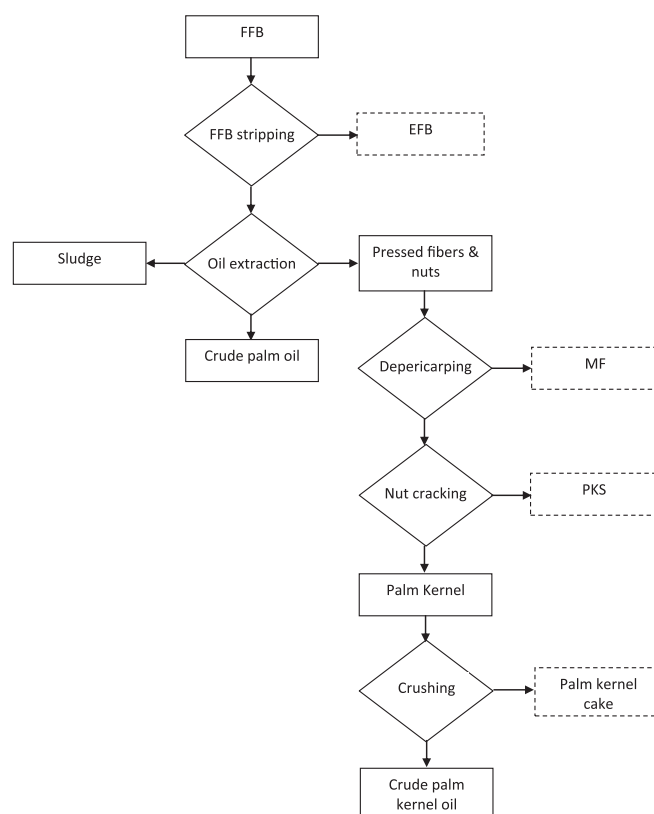 FFB
FFB stripping
EFB
Sludge
Oil extraction
Pressed fibers &
nuts
Crude palm oil
Depericarping
MF
Nut cracking
PKS
Palm Kernel
Crushing
Palm kernel
cake
Crude palm
kernel oil